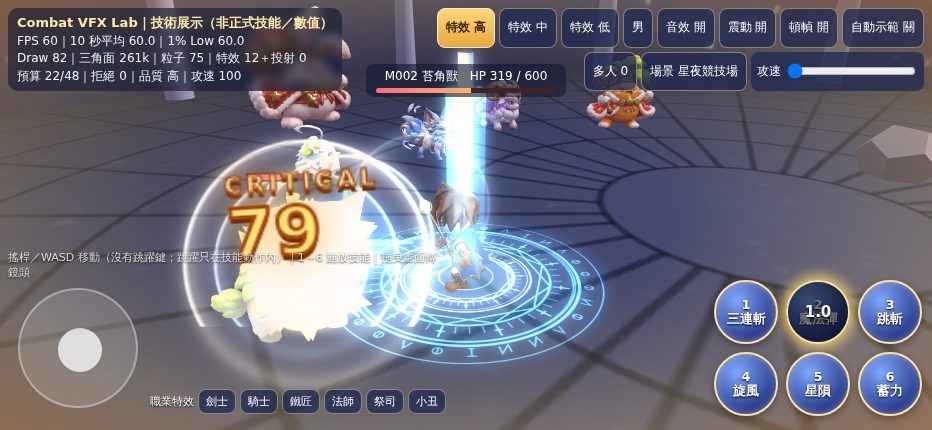 Combat VFX Lab｜技術展示（非正式技能／數值）
FPS 60｜10 秒平均 60.0｜1% Low 60.0
Draw 82｜三角面 261k｜粒子 75｜特效 12＋投射 0
預算 22/48｜拒絕 0｜品質 高｜攻速 100
特效 高
特效 中
特效 低
男
音效 開
震動 開
頓幀 開
自動示範 關
M002 苔角獸 HP 319 / 600
多人 0
場景 星夜競技場
攻速
CRITICAL
79
搖桿／WASD 移動（沒有跳躍鍵；跳躍只在技能動作內）｜1～6 施放技能｜拖曳畫面轉
鏡頭
1
三連斬
2
魔法彈
1.0
3
跳斬
4
旋風
5
星隕
6
蓄力
職業特效
劍士
騎士
鐵匠
法師
祭司
小丑